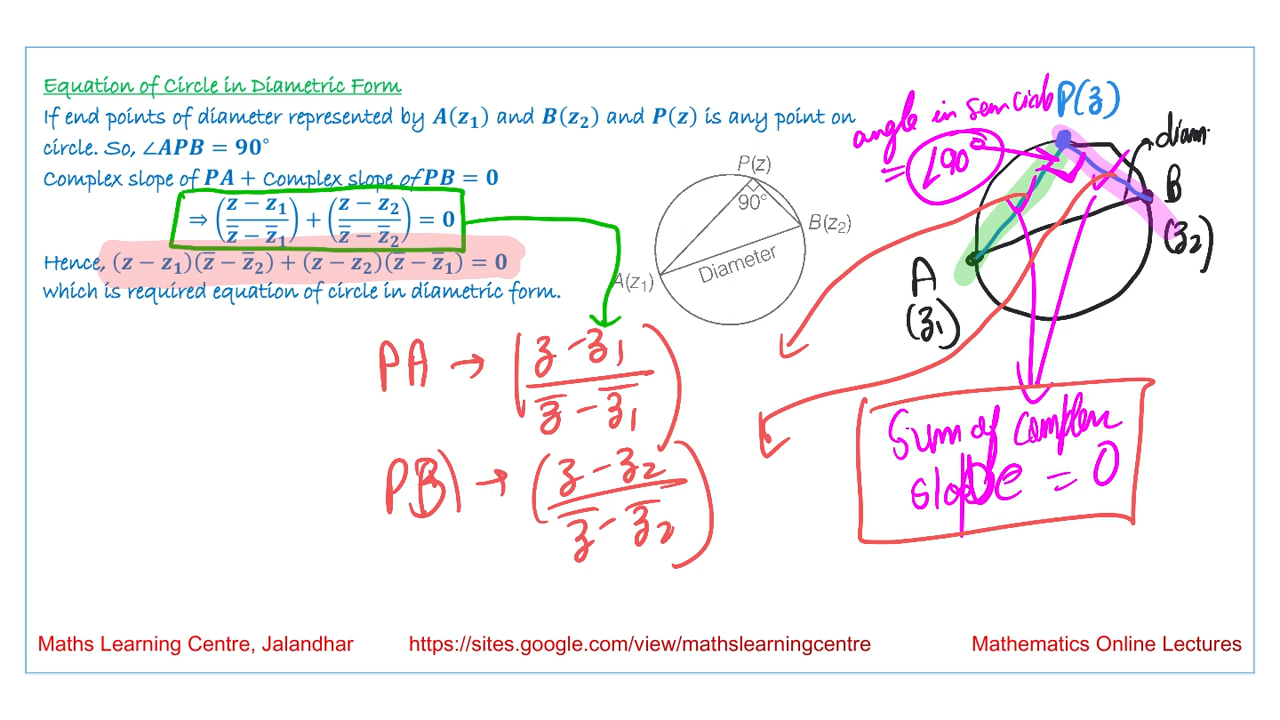 Equation of Circle in Diametric Form
If end points of diameter represented by A(z₁) and B(z₂) and P(z) is any point on
circle. So, ∠APB = 90°
Complex slope of PA + Complex slope of PB = 0
⇒ ((z − z₁)/(z̅ − z̅₁)) + ((z − z₂)/(z̅ − z̅₂)) = 0
Hence, (z − z₁)(z̅ − z̅₂) + (z − z₂)(z̅ − z̅₁) = 0
which is required equation of circle in diametric form.
P(z)
90°
B(z₂)
Diameter
A(z₁)
angle in semi circle
= ∠90°
P(z)
diam.
B
(z₂)
A
(z₁)
PA → ((z − z₁)/(z̅ − z̅₁))
PB) → ((z − z₂)/(z̅ − z̅₂))
Sum of complex
slope = 0
Maths Learning Centre, Jalandhar
https://sites.google.com/view/mathslearningcentre
Mathematics Online Lectures